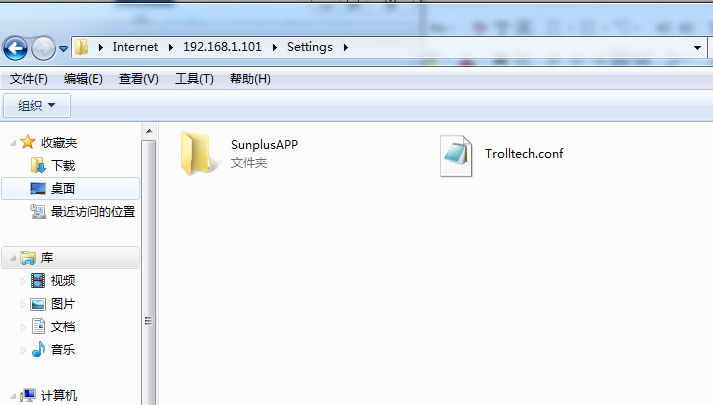 Internet 192.168.1.101 Settings
文件(F) 编辑(E) 查看(V) 工具(T) 帮助(H)
组织
收藏夹
下载
桌面
最近访问的位置
库
视频
图片
文档
音乐
计算机
SunplusAPP
文件夹
Trolltech.conf